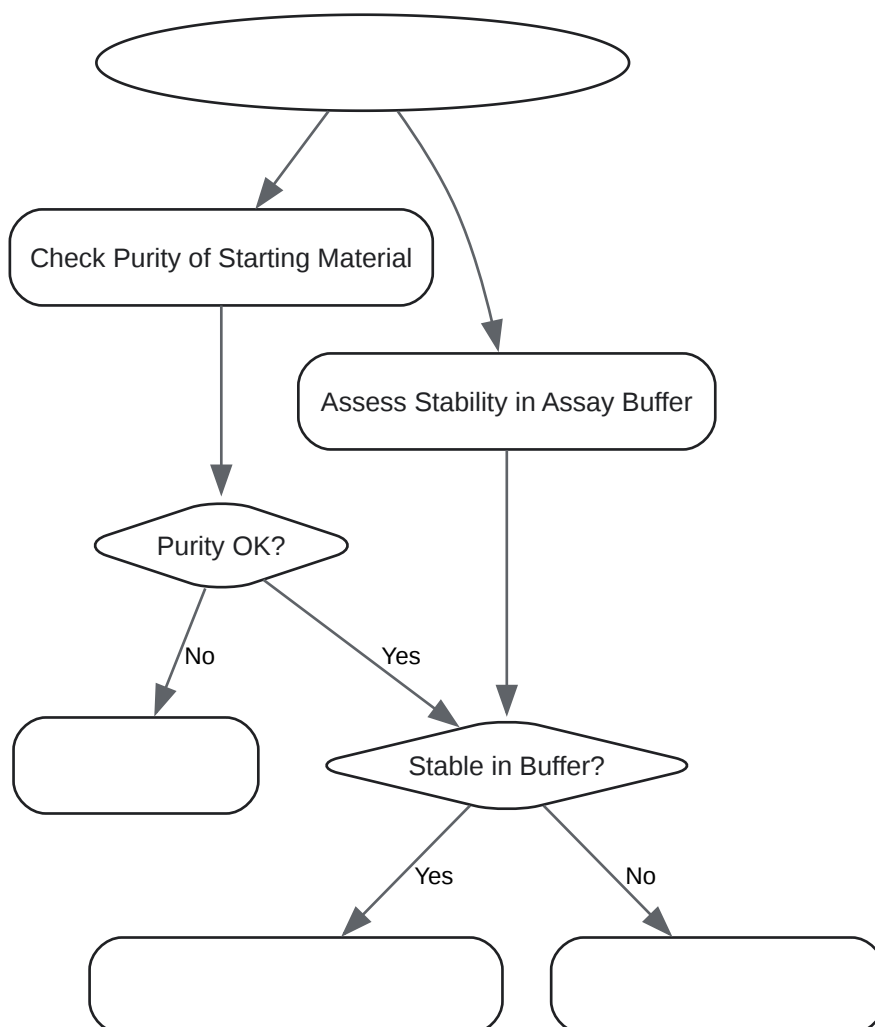 Check Purity of Starting Material
Assess Stability in Assay Buffer
Purity OK?
No
Yes
Stable in Buffer?
Yes
No